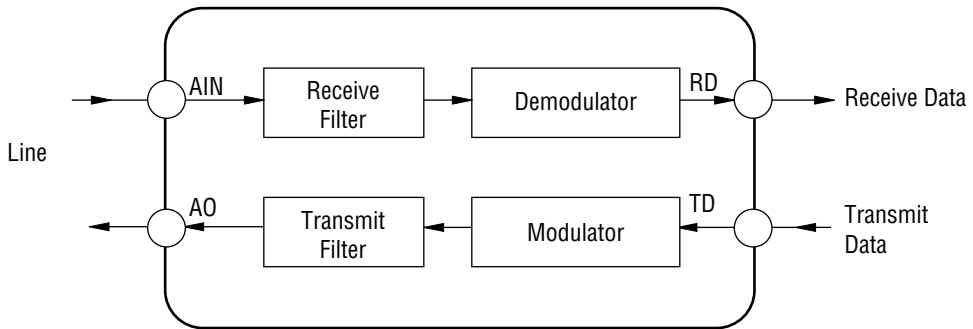 AIN
Receive
Filter
Demodulator
RD
Receive Data
Line
AO
Transmit
Filter
Modulator
TD
Transmit
Data